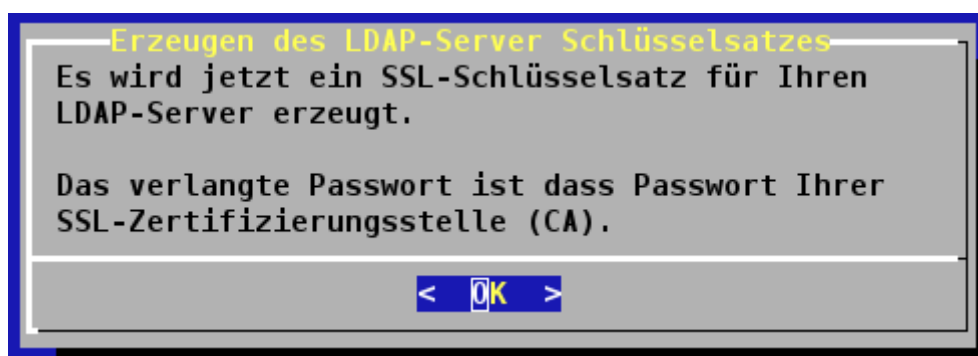 Erzeugen des LDAP-Server Schlüsselsatzes
Es wird jetzt ein SSL-Schlüsselsatz für Ihren
LDAP-Server erzeugt.
Das verlangte Passwort ist dass Passwort Ihrer
SSL-Zertifizierungsstelle (CA).
< OK >